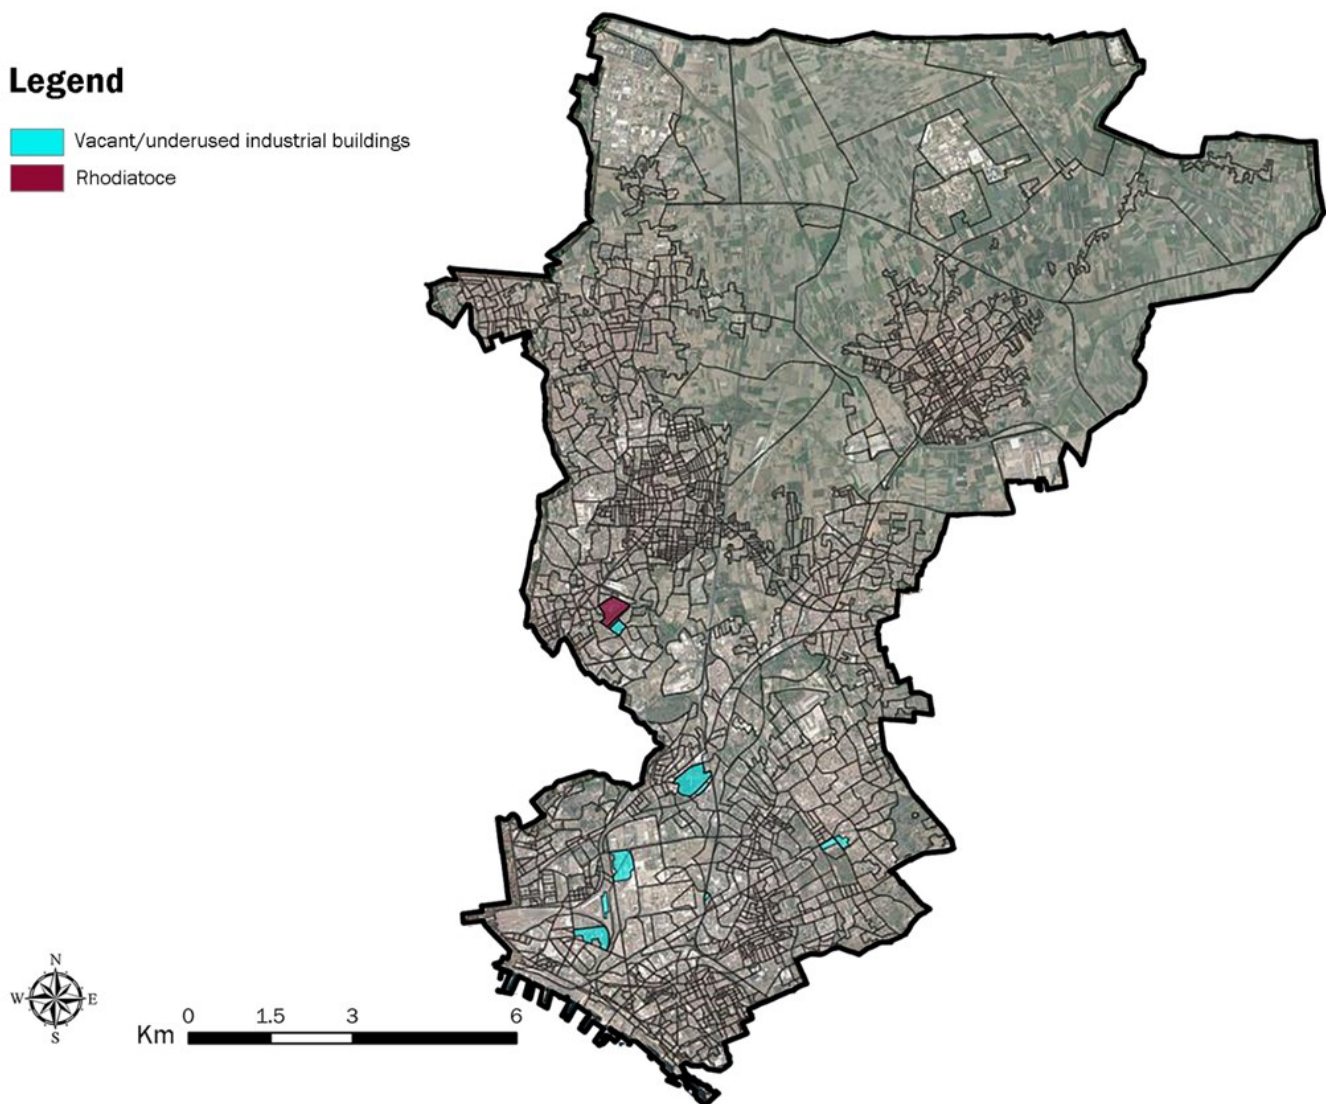 Legend
Vacant/underused industrial buildings
Rhodiatoce
N
W E
S
0 1.5 3 6
Km